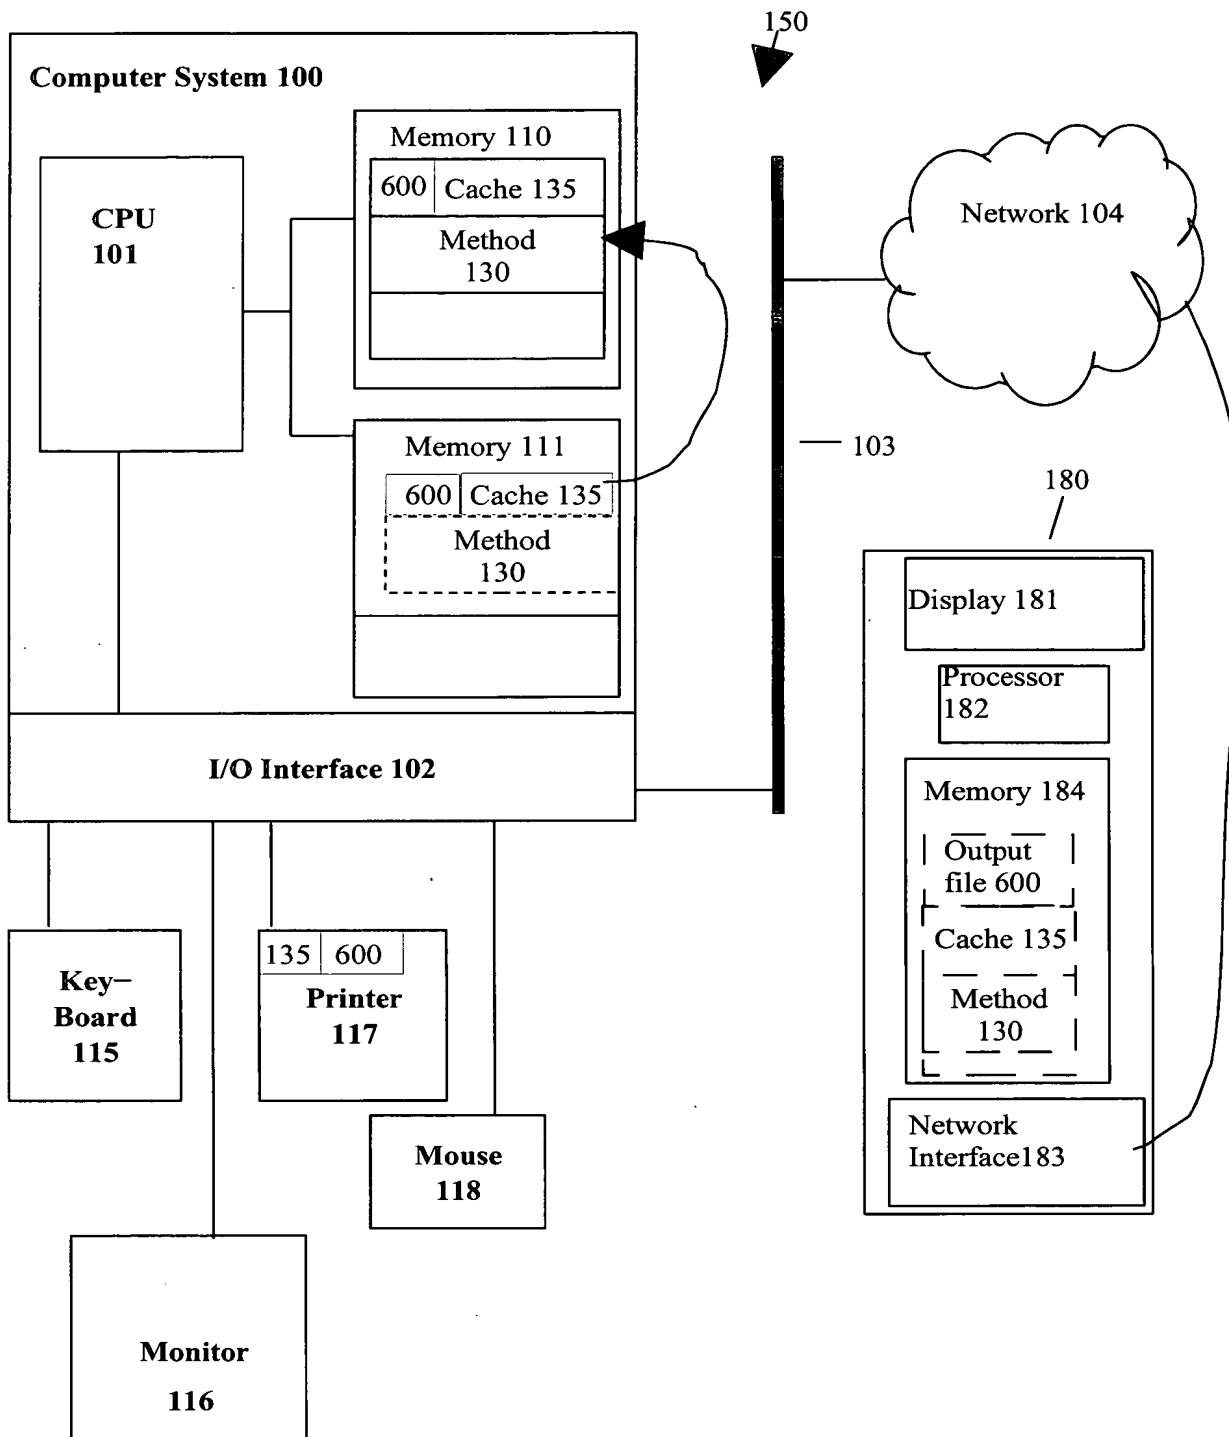 150
Computer System 100
Memory 110
600 Cache 135
Method
130
CPU
101
Network 104
Memory 111
600 Cache 135
Method
130
103
180
Display 181
Processor
182
I/O Interface 102
Memory 184
Output
file 600
Cache 135
Method
130
Network
Interface183
Key–
Board
115
135 600
Printer
117
Mouse
118
Monitor
116